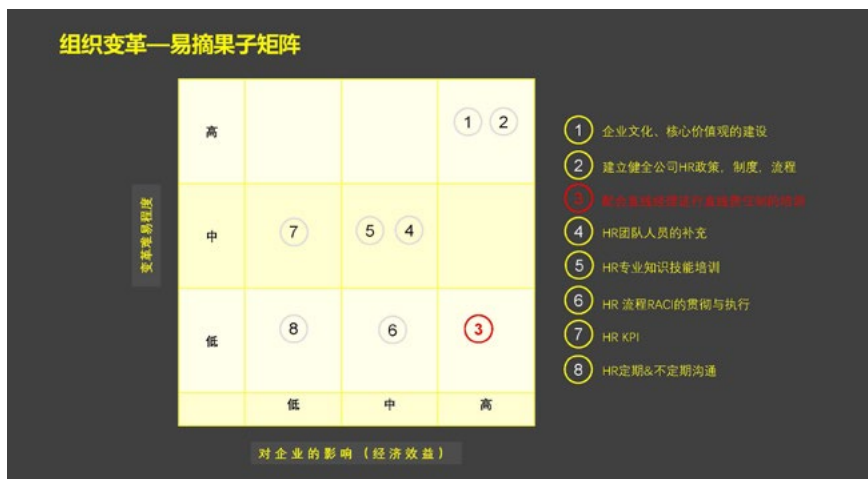 组织变革—易摘果子矩阵
高
1 2
中
7
5 4
低
8
6
3
低 中 高
变革难易程度
对企业的影响（经济效益）
1 企业文化、核心价值观的建设
2 建立健全公司HR政策，制度，流程
3
4 HR团队人员的补充
5 HR专业知识技能培训
6 HR 流程RACI的贯彻与执行
7 HR KPI
8 HR定期&不定期沟通